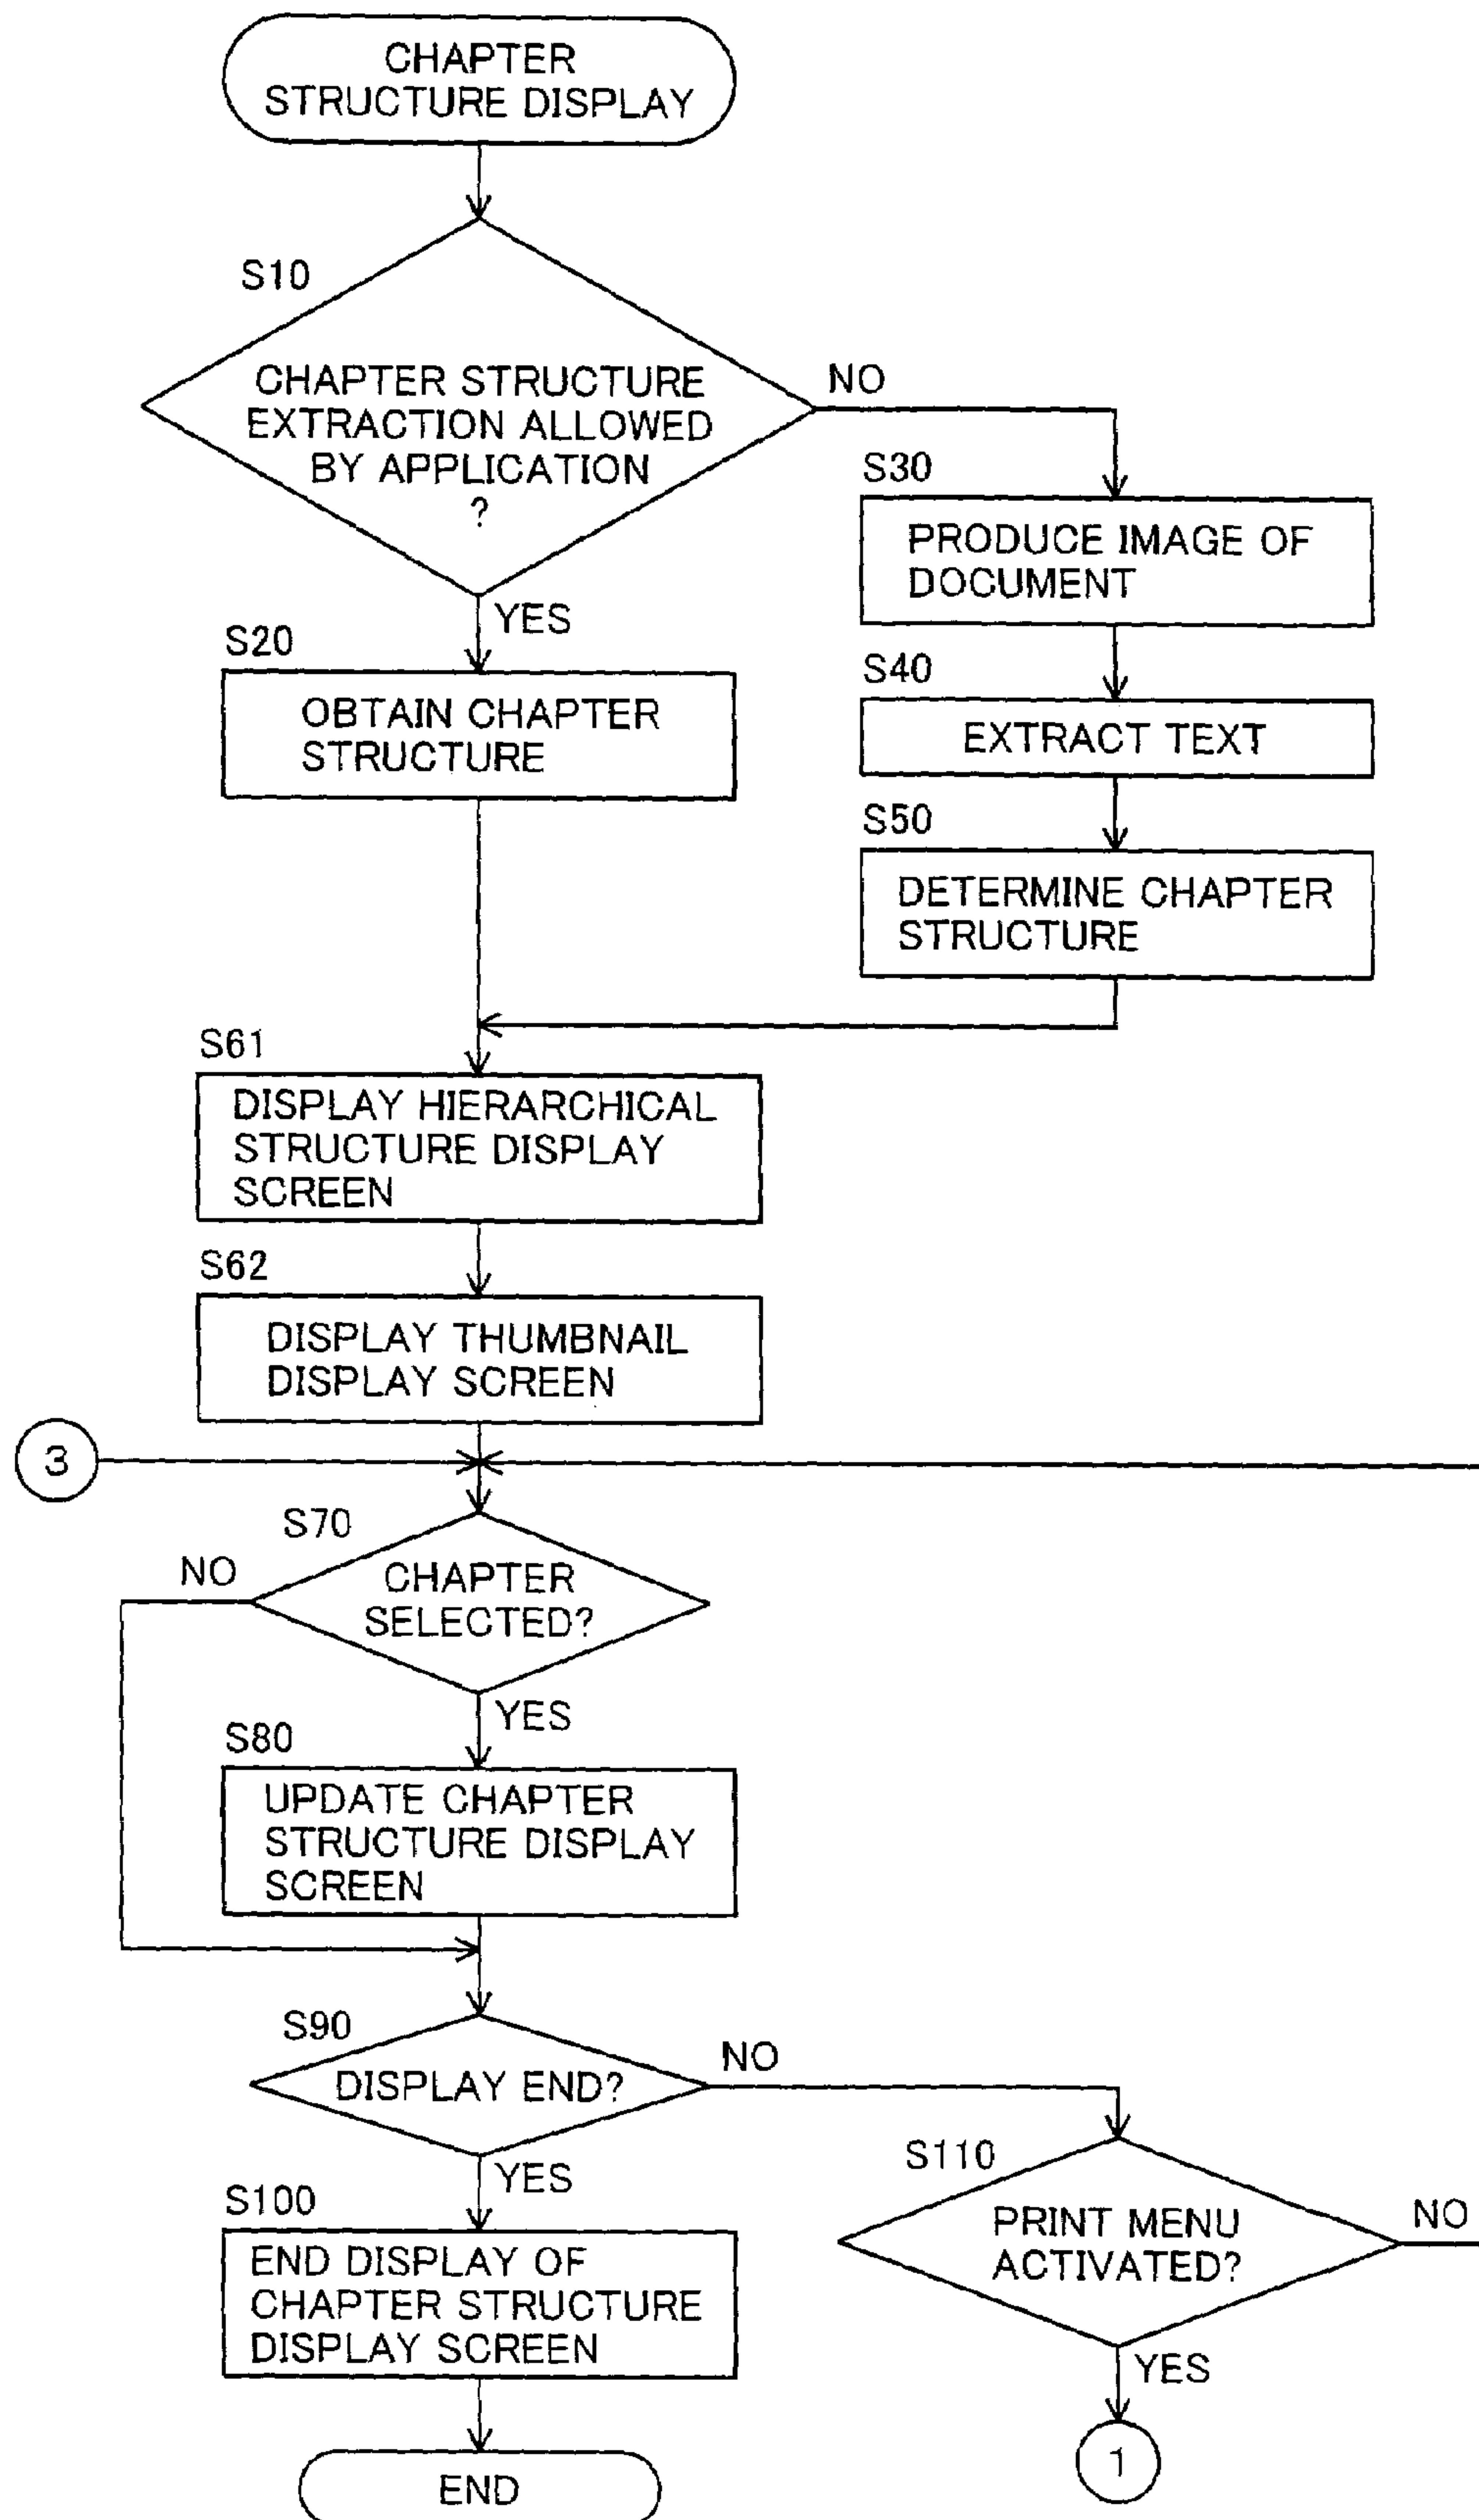 CHAPTER
STRUCTURE DISPLAY
S10
CHAPTER STRUCTURE
EXTRACTION ALLOWED
BY APPLICATION
?
NO
YES
S30
PRODUCE IMAGE OF
DOCUMENT
S20
OBTAIN CHAPTER
STRUCTURE
S40
EXTRACT TEXT
S50
DETERMINE CHAPTER
STRUCTURE
S61
DISPLAY HIERARCHICAL
STRUCTURE DISPLAY
SCREEN
S62
DISPLAY THUMBNAIL
DISPLAY SCREEN
3
S70
NO
CHAPTER
SELECTED?
YES
S80
UPDATE CHAPTER
STRUCTURE DISPLAY
SCREEN
S90
DISPLAY END?
NO
YES
S110
PRINT MENU
ACTIVATED?
NO
YES
S100
END DISPLAY OF
CHAPTER STRUCTURE
DISPLAY SCREEN
1
END